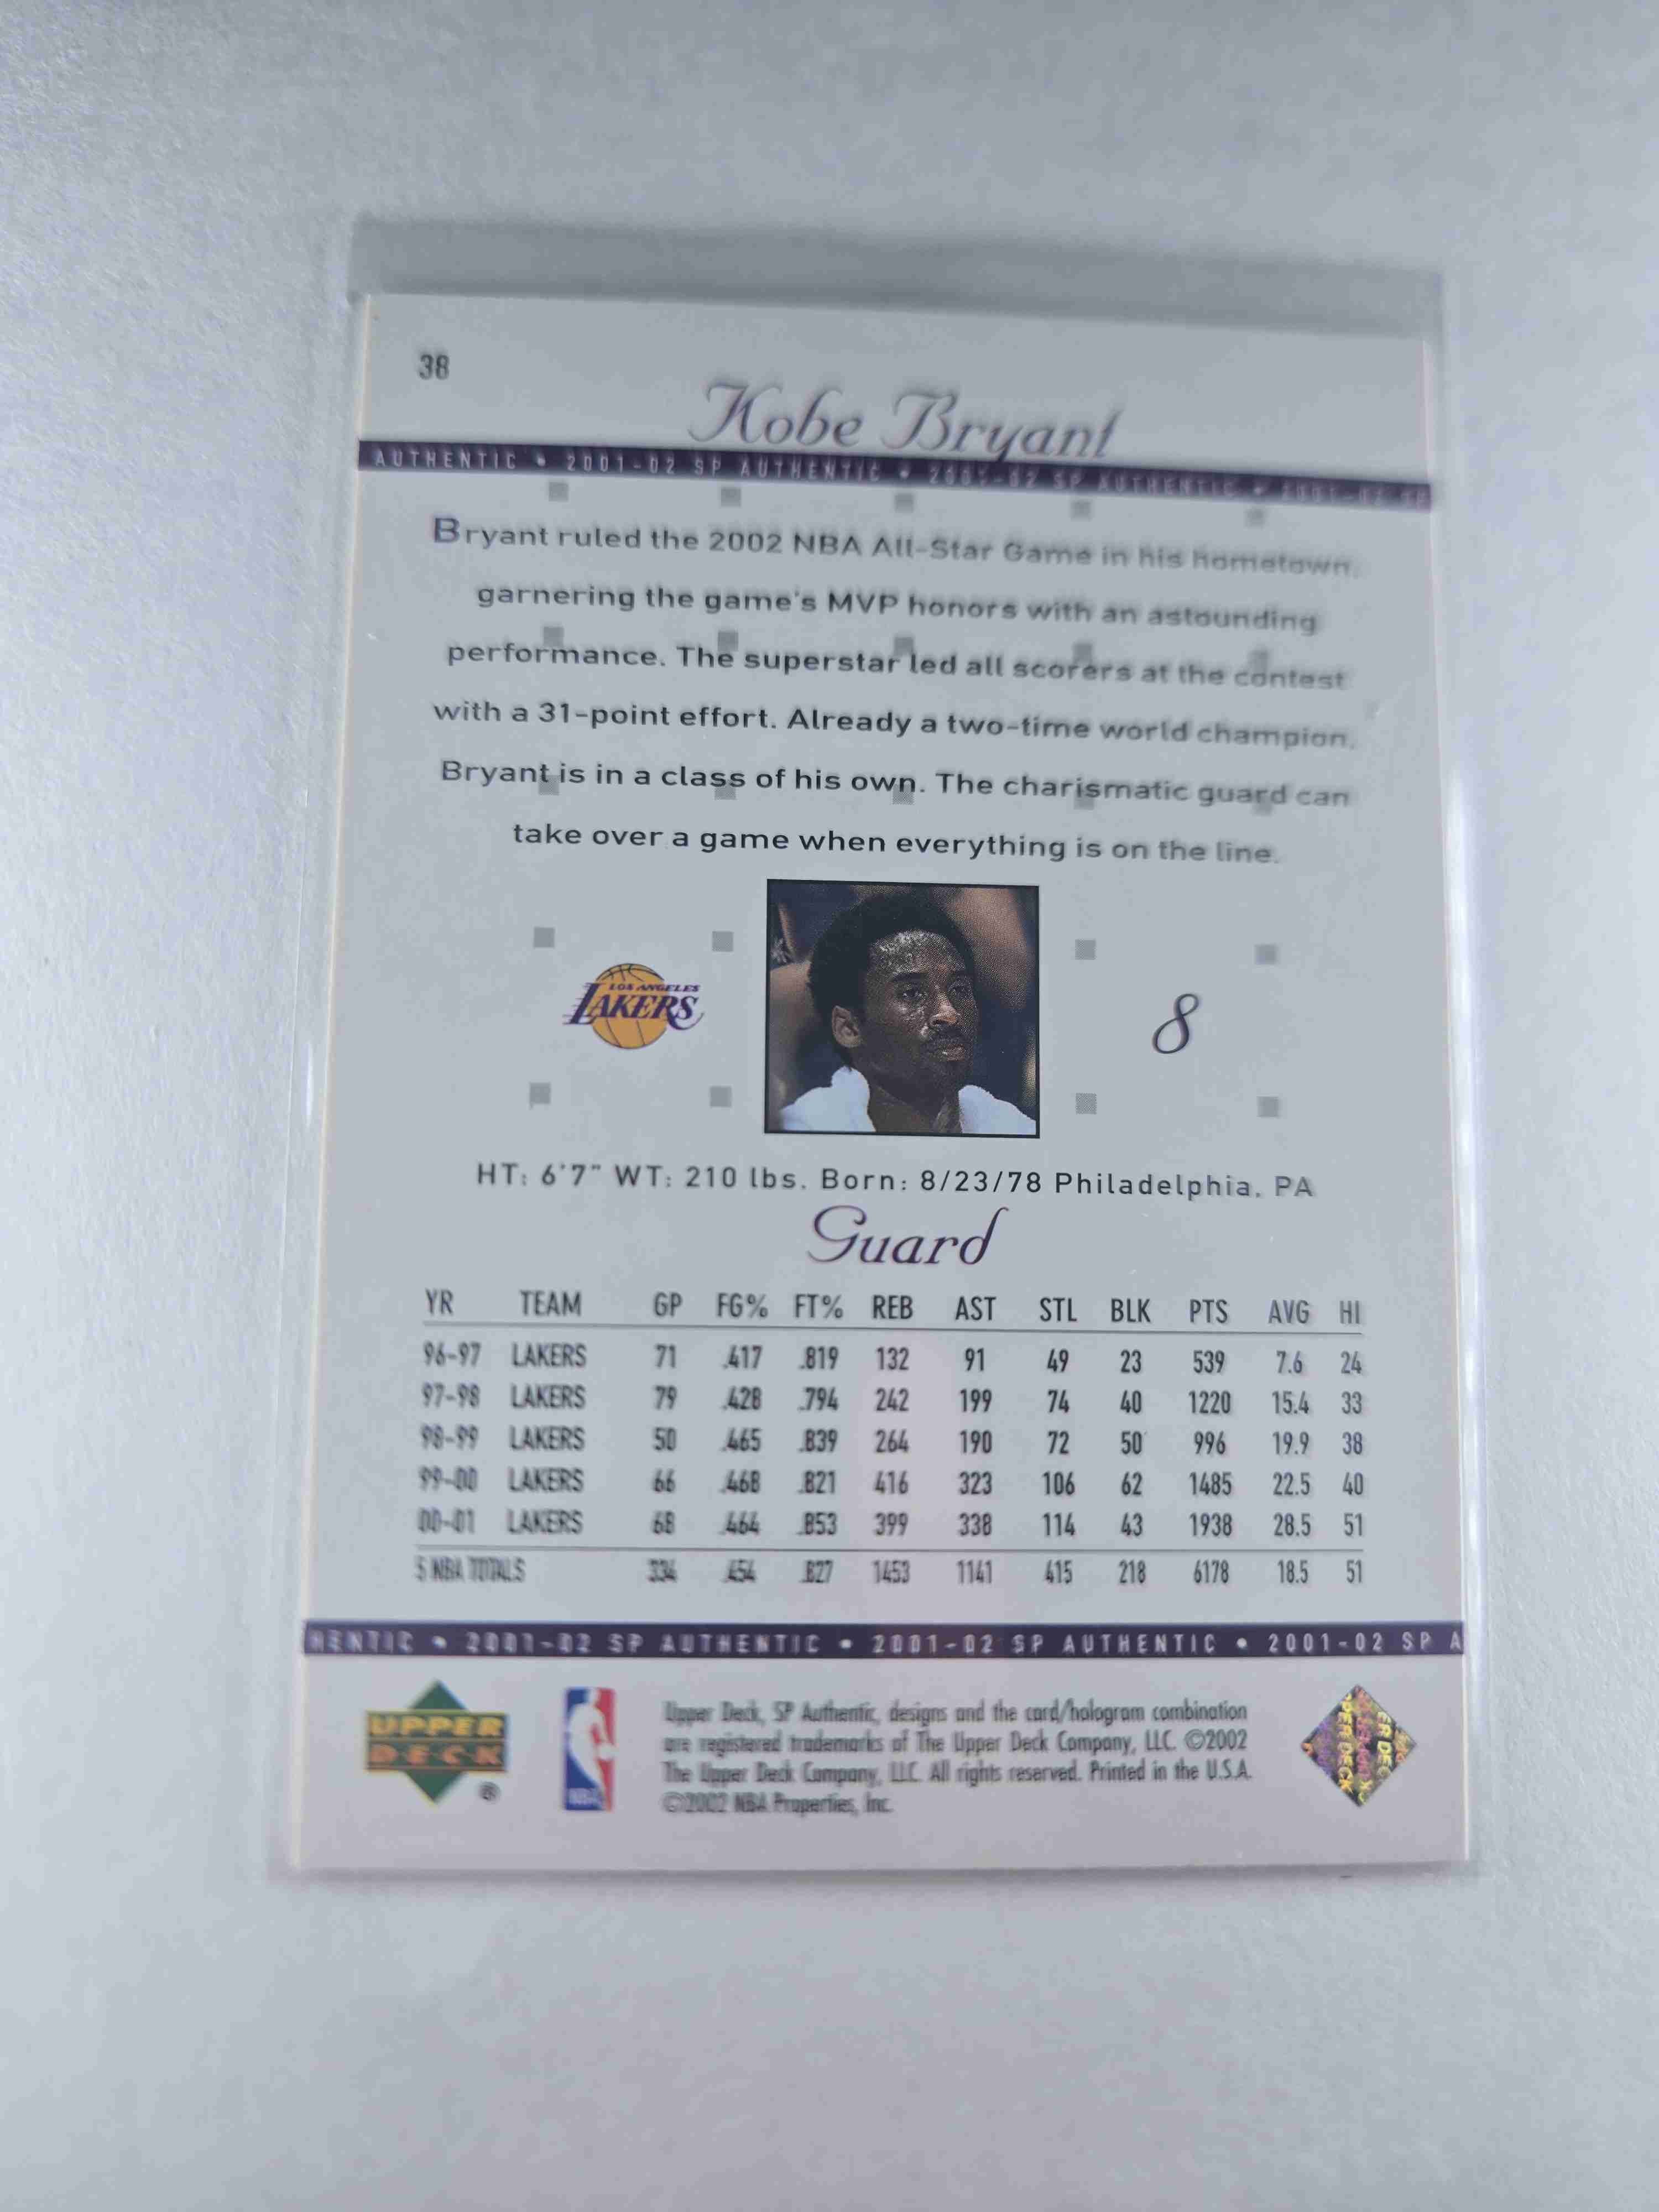 38
Kobe Bryant
AUTHENTIC • 2001-02 SP AUTHENTIC • 2001-02 SP AUTHENTIC • 2001-02 SP
Bryant ruled the 2002 NBA All-Star Game in his hometown,
garnering the game's MVP honors with an astounding
performance. The superstar led all scorers at the contest
with a 31-point effort. Already a two-time world champion,
Bryant is in a class of his own. The charismatic guard can
take over a game when everything is on the line.
LOS ANGELES
LAKERS
8
HT: 6'7" WT: 210 lbs. Born: 8/23/78 Philadelphia, PA
Guard
YR TEAM GP FG% FT% REB AST STL BLK PTS AVG HI
96-97 LAKERS 71 .417 .819 132 91 49 23 539 7.6 24
97-98 LAKERS 79 .428 .794 242 199 74 40 1220 15.4 33
98-99 LAKERS 50 .465 .839 264 190 72 50 996 19.9 38
99-00 LAKERS 66 .468 .821 416 323 106 62 1485 22.5 40
00-01 LAKERS 68 .464 .853 399 338 114 43 1938 28.5 51
5 NBA TOTALS 334 .454 .827 1453 1141 415 218 6178 18.5 51
HENTIC • 2001-02 SP AUTHENTIC • 2001-02 SP AUTHENTIC • 2001-02 SP A
UPPER
DECK
®
NBA
Upper Deck, SP Authentic, designs and the card/hologram combination
are registered trademarks of The Upper Deck Company, LLC. ©2002
The Upper Deck Company, LLC. All rights reserved. Printed in the U.S.A.
©2002 NBA Properties, Inc.